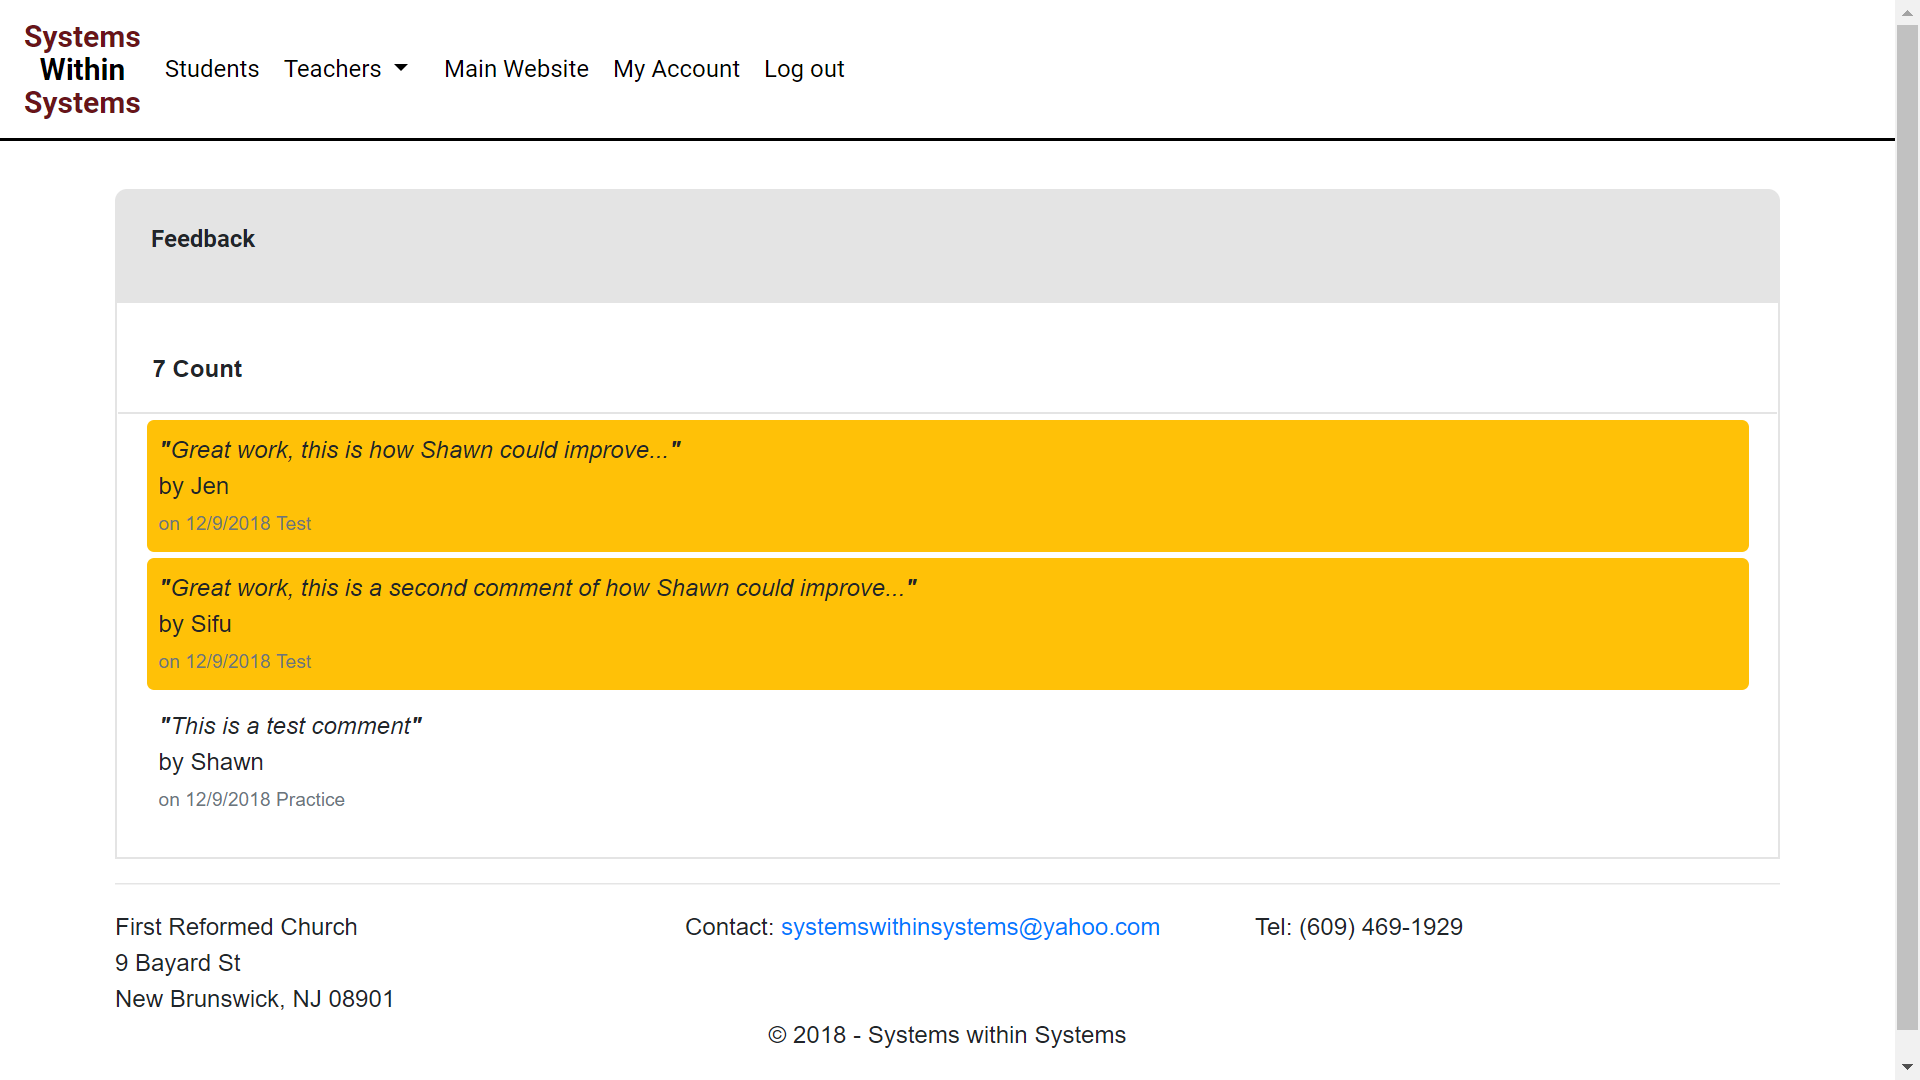 Systems
Within
Systems
Students Teachers Main Website My Account Log out
Feedback
7 Count
"Great work, this is how Shawn could improve..."
by Jen
on 12/9/2018 Test
"Great work, this is a second comment of how Shawn could improve..."
by Sifu
on 12/9/2018 Test
"This is a test comment"
by Shawn
on 12/9/2018 Practice
First Reformed Church
9 Bayard St
New Brunswick, NJ 08901
Contact: systemswithinsystems@yahoo.com
Tel: (609) 469-1929
© 2018 - Systems within Systems